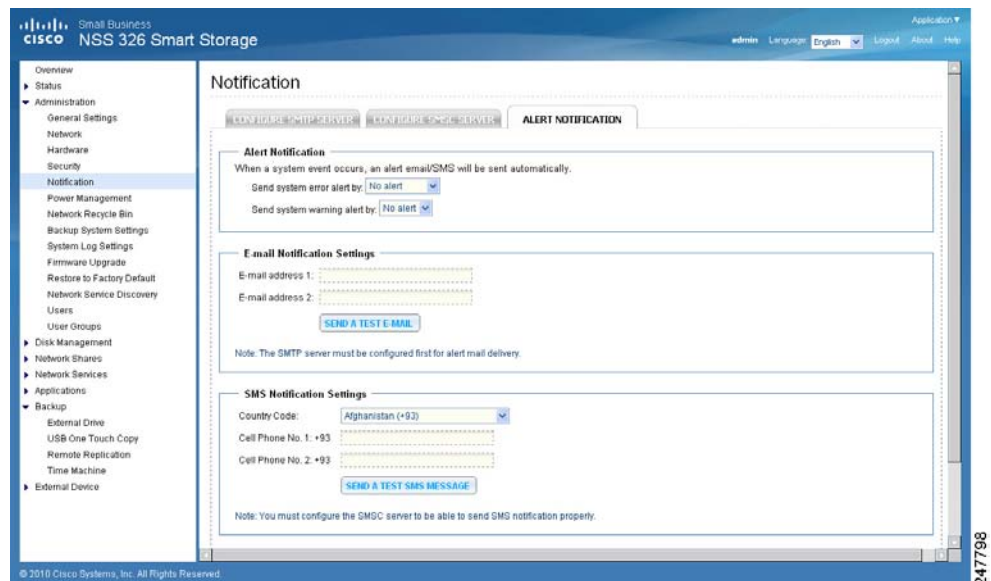 Small Business
CISCO NSS 326 Smart Storage
Application
admin Language: English Logout About Help
Overview
Status
Administration
General Settings
Network
Hardware
Security
Notification
Power Management
Network Recycle Bin
Backup System Settings
System Log Settings
Firmware Upgrade
Restore to Factory Default
Network Service Discovery
Users
User Groups
Disk Management
Network Shares
Network Services
Applications
Backup
External Drive
USB One Touch Copy
Remote Replication
Time Machine
External Device
Notification
CONFIGURE SMTP SERVER CONFIGURE SMSC SERVER ALERT NOTIFICATION
Alert Notification
When a system event occurs, an alert email/SMS will be sent automatically.
Send system error alert by: No alert
Send system warning alert by: No alert
E-mail Notification Settings
E-mail address 1:
E-mail address 2:
SEND A TEST E-MAIL
Note: The SMTP server must be configured first for alert mail delivery.
SMS Notification Settings
Country Code: Afghanistan (+93)
Cell Phone No. 1: +93
Cell Phone No. 2: +93
SEND A TEST SMS MESSAGE
Note: You must configure the SMSC server to be able to send SMS notification properly.
© 2010 Cisco Systems, Inc. All Rights Reserved.
247798